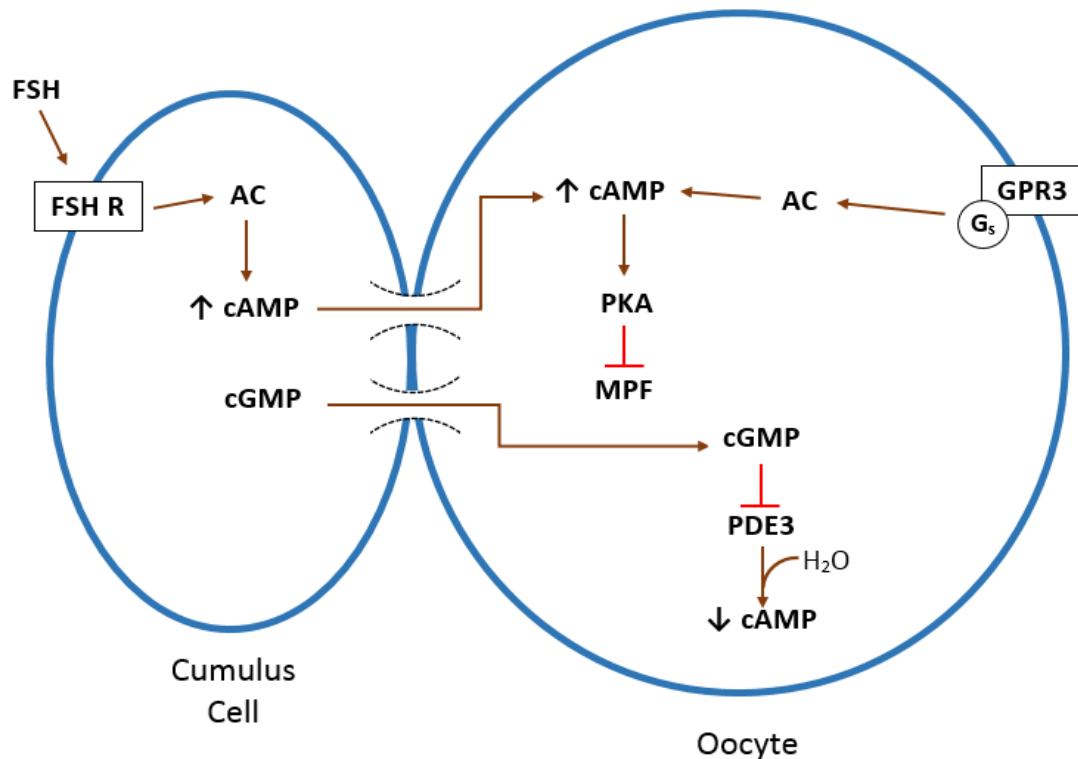 FSH
FSH R
AC
↑ cAMP
cGMP
↑ cAMP
AC
GPR3
Gₛ
PKA
MPF
cGMP
PDE3
H₂O
↓ cAMP
Cumulus
Cell
Oocyte